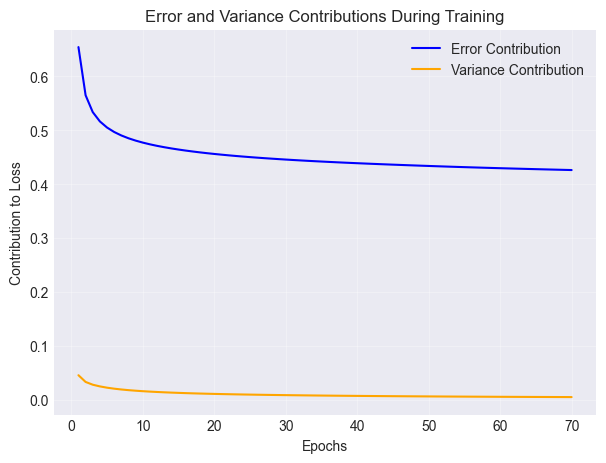 Error and Variance Contributions During Training
Error Contribution
Variance Contribution
Contribution to Loss
0.6
0.5
0.4
0.3
0.2
0.1
0.0
0 10 20 30 40 50 60 70
Epochs